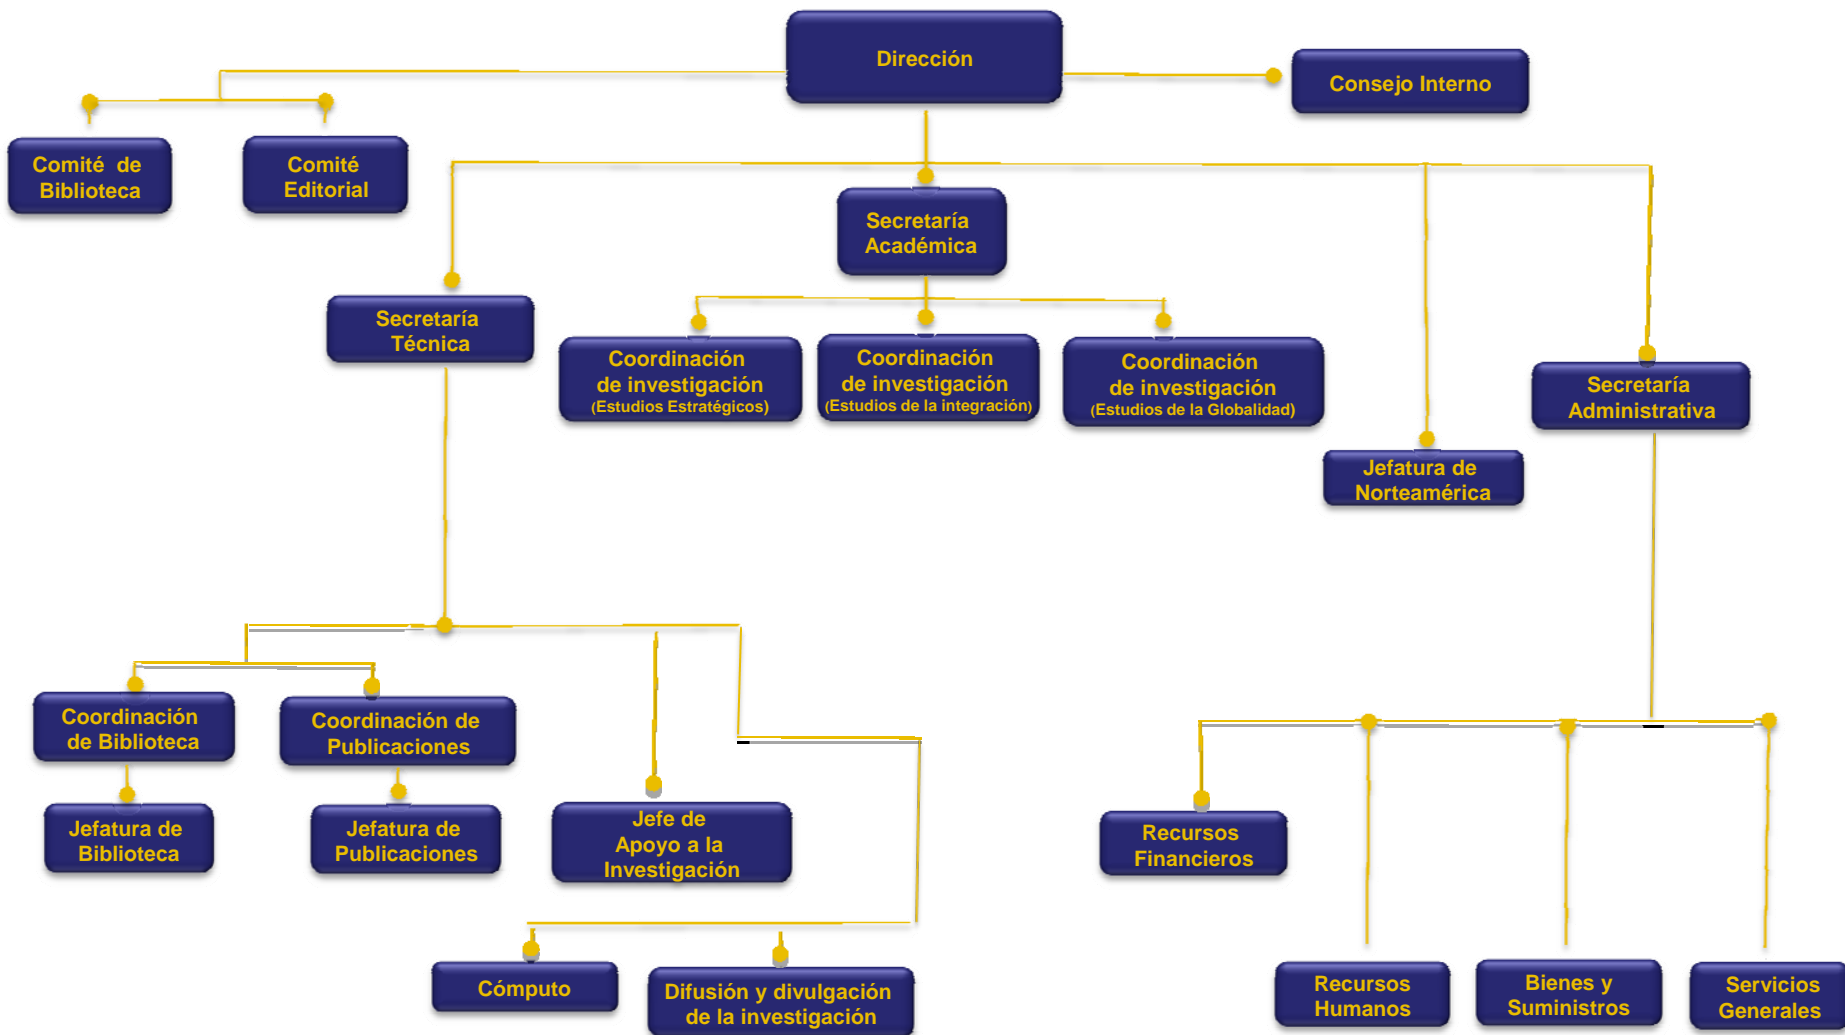 Dirección
Consejo Interno
Comité de
Biblioteca
Comité
Editorial
Secretaría
Académica
Secretaría
Técnica
Coordinación
de investigación
(Estudios Estratégicos)
Coordinación
de investigación
(Estudios de la integración)
Coordinación
de investigación
(Estudios de la Globalidad)
Secretaría
Administrativa
Jefatura de
Norteamérica
Coordinación
de Biblioteca
Coordinación de
Publicaciones
Jefatura de
Biblioteca
Jefatura de
Publicaciones
Jefe de
Apoyo a la
Investigación
Recursos
Financieros
Cómputo
Difusión y divulgación
de la investigación
Recursos
Humanos
Bienes y
Suministros
Servicios
Generales